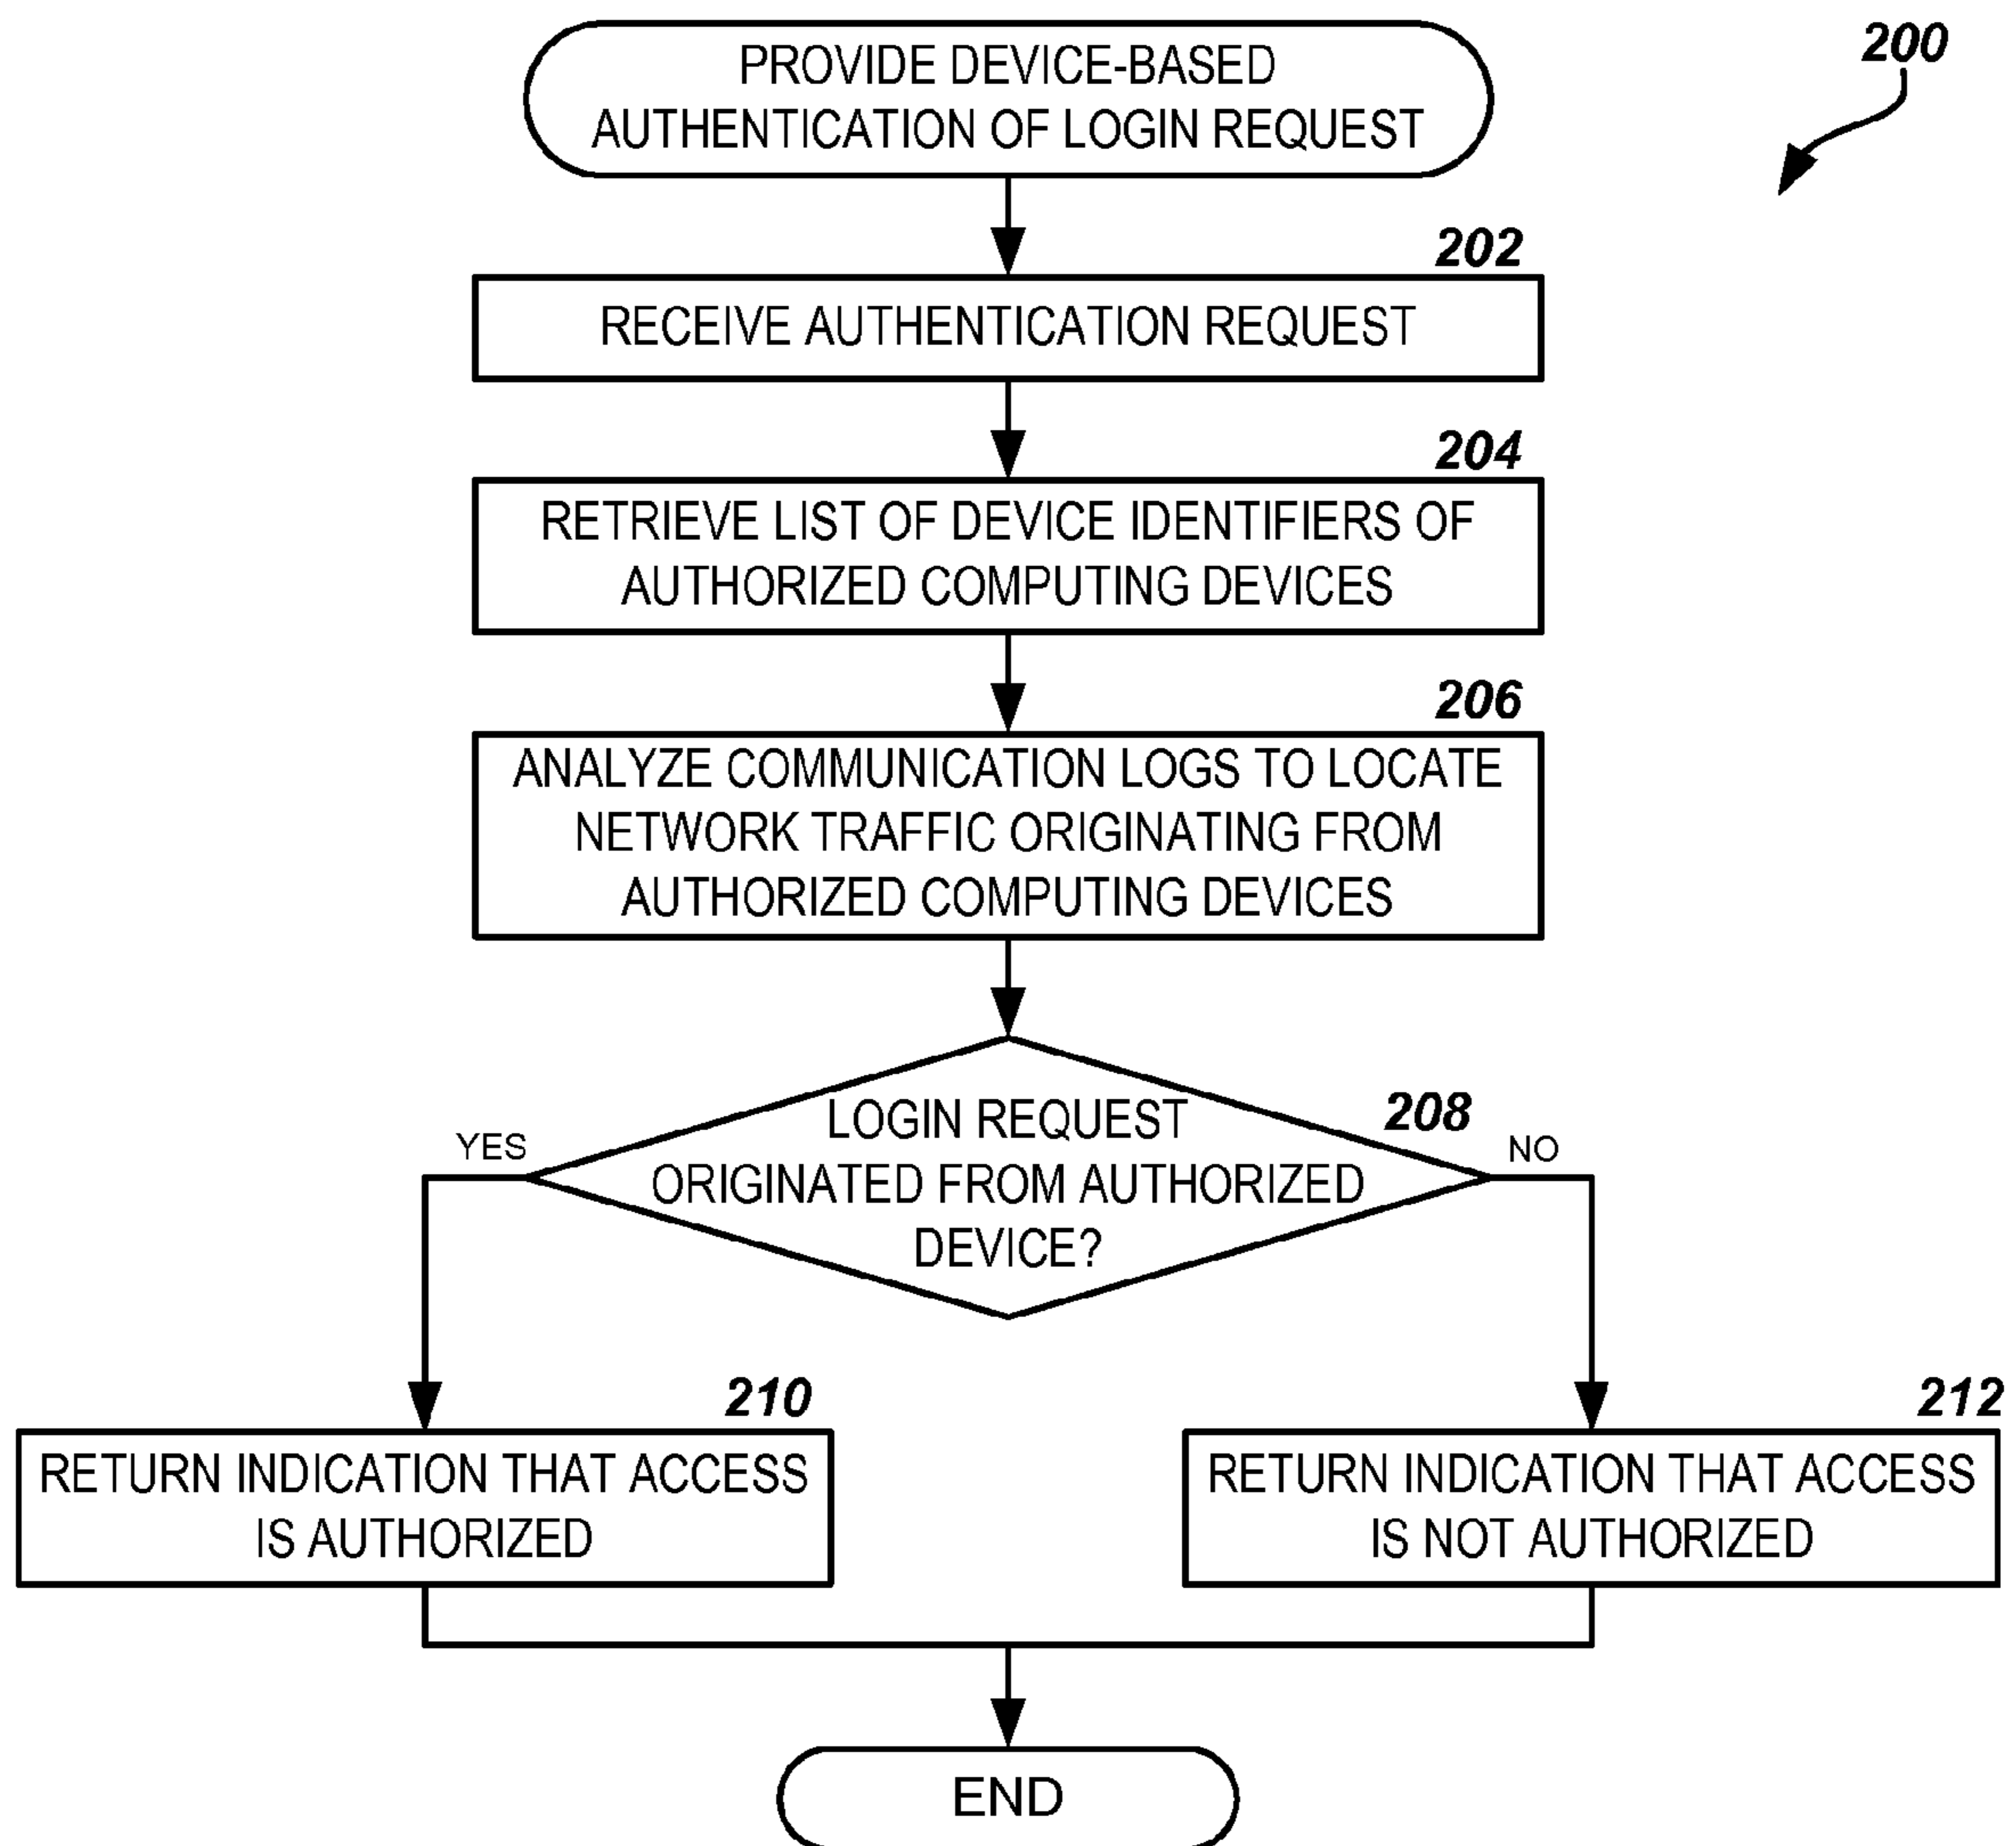 PROVIDE DEVICE-BASED
AUTHENTICATION OF LOGIN REQUEST
200
202
RECEIVE AUTHENTICATION REQUEST
204
RETRIEVE LIST OF DEVICE IDENTIFIERS OF
AUTHORIZED COMPUTING DEVICES
206
ANALYZE COMMUNICATION LOGS TO LOCATE
NETWORK TRAFFIC ORIGINATING FROM
AUTHORIZED COMPUTING DEVICES
208
LOGIN REQUEST
ORIGINATED FROM AUTHORIZED
DEVICE?
YES
NO
210
RETURN INDICATION THAT ACCESS
IS AUTHORIZED
212
RETURN INDICATION THAT ACCESS
IS NOT AUTHORIZED
END